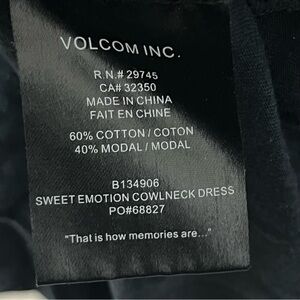 VOLCOM INC.
R.N.# 29745
CA# 32350
MADE IN CHINA
FAIT EN CHINE
60% COTTON / COTON
40% MODAL / MODAL
B134906
SWEET EMOTION COWLNECK DRESS
PO#68827
"That is how memories are..."